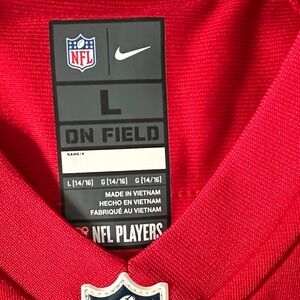 NFL
L
ON FIELD
NAME/#
L (14/16) G (14/16) G (14/16)
MADE IN VIETNAM
HECHO EN VIETNAM
FABRIQUÉ AU VIETNAM
NFL PLAYERS